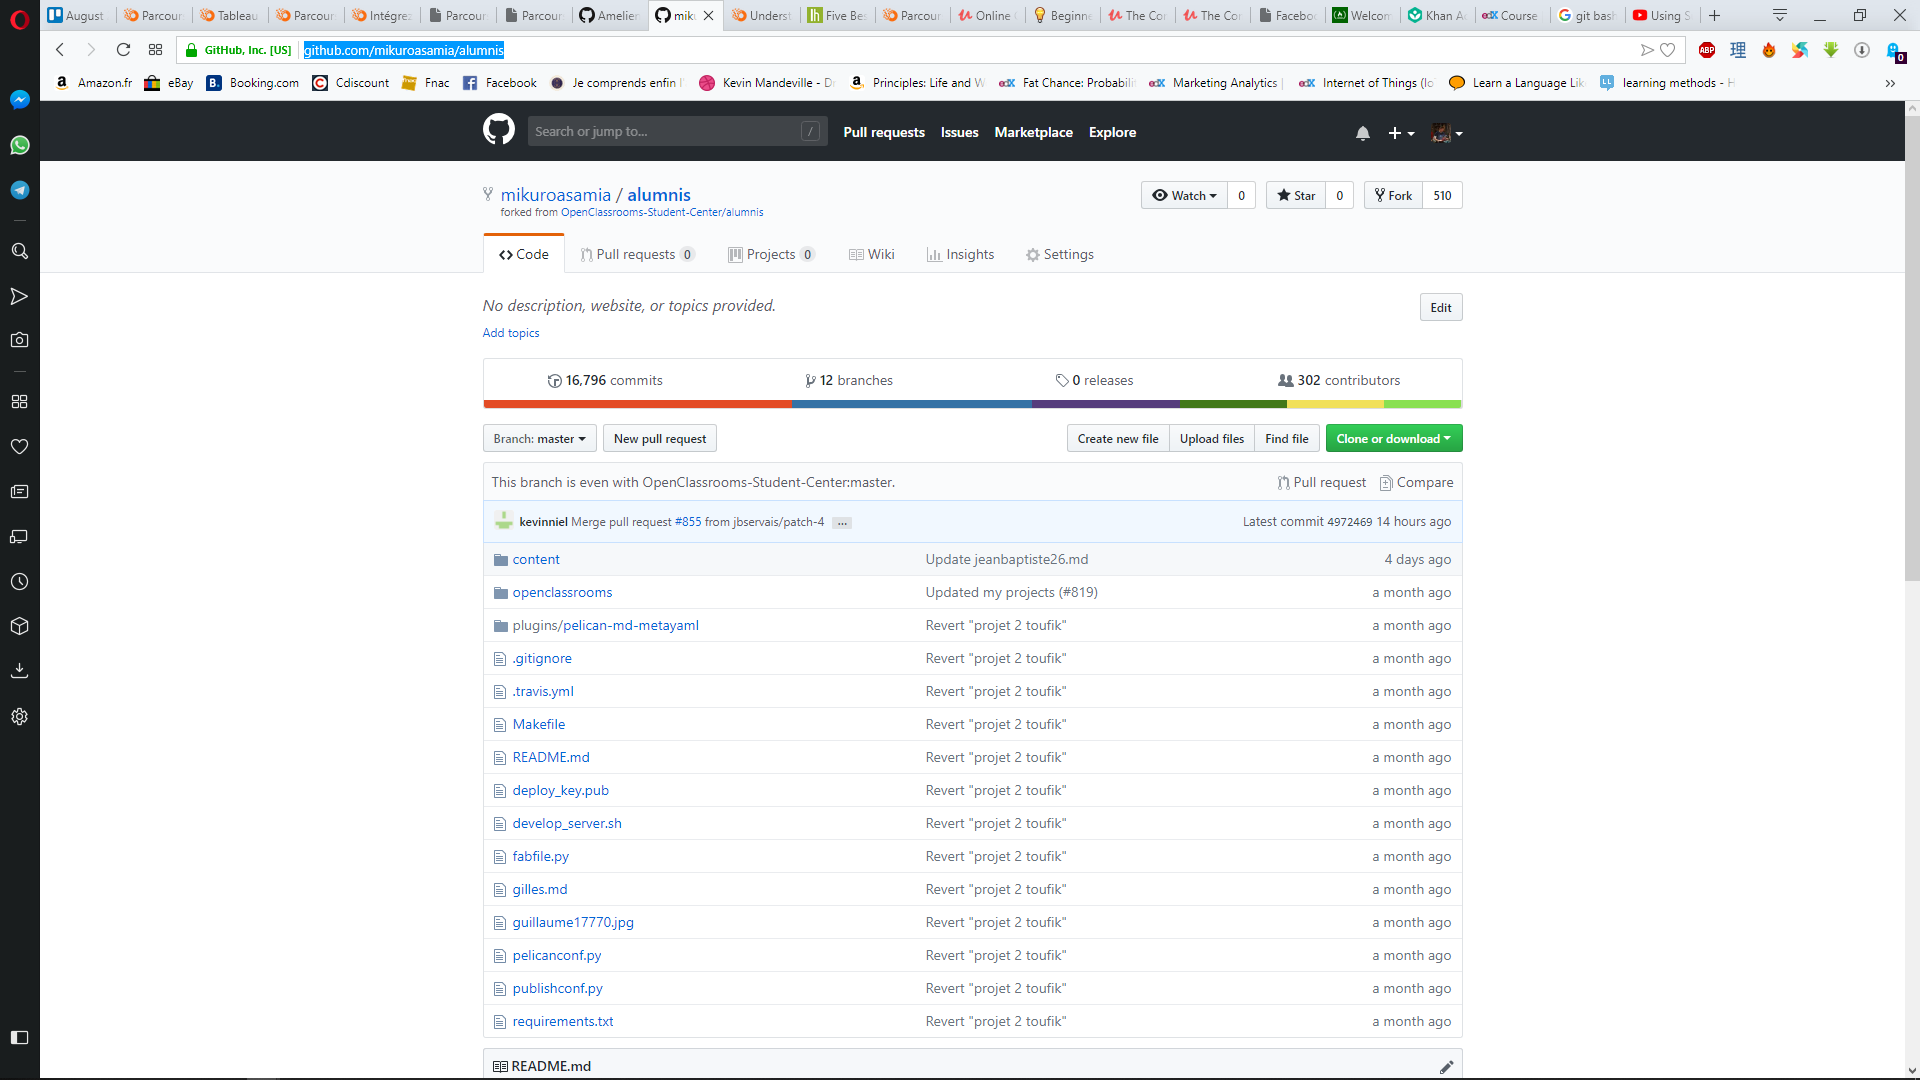 August
Parcour
Tableau
Parcour
Intégrez
Parcour
Parcour
Amelien
miku
Underst
Five Be
Parcour
Online
Beginne
The Cor
The Cor
Faceboo
Welcom
Khan Ac
Course
git bash
Using S
GitHub, Inc. [US]
github.com/mikuroasamia/alumnis
ABP
理
0
Amazon.fr
eBay
Booking.com
Cdiscount
Fnac
Facebook
Je comprends enfin l'
Kevin Mandeville - Dr
Principles: Life and W
Fat Chance: Probabilit
Marketing Analytics |
Internet of Things (Io
Learn a Language Lik
learning methods - H
Search or jump to... /
Pull requests
Issues
Marketplace
Explore
mikuroasamia / alumnis
Watch 0
Star 0
Fork 510
forked from OpenClassrooms-Student-Center/alumnis
Code
Pull requests 0
Projects 0
Wiki
Insights
Settings
No description, website, or topics provided.
Edit
Add topics
16,796 commits
12 branches
0 releases
302 contributors
Branch: master
New pull request
Create new file
Upload files
Find file
Clone or download
This branch is even with OpenClassrooms-Student-Center:master.
Pull request
Compare
kevinniel Merge pull request #855 from jbservais/patch-4 ...
Latest commit 4972469 14 hours ago
content Update jeanbaptiste26.md 4 days ago
openclassrooms Updated my projects (#819) a month ago
plugins/pelican-md-metayaml Revert "projet 2 toufik" a month ago
.gitignore Revert "projet 2 toufik" a month ago
.travis.yml Revert "projet 2 toufik" a month ago
Makefile Revert "projet 2 toufik" a month ago
README.md Revert "projet 2 toufik" a month ago
deploy_key.pub Revert "projet 2 toufik" a month ago
develop_server.sh Revert "projet 2 toufik" a month ago
fabfile.py Revert "projet 2 toufik" a month ago
gilles.md Revert "projet 2 toufik" a month ago
guillaume17770.jpg Revert "projet 2 toufik" a month ago
pelicanconf.py Revert "projet 2 toufik" a month ago
publishconf.py Revert "projet 2 toufik" a month ago
requirements.txt Revert "projet 2 toufik" a month ago
README.md